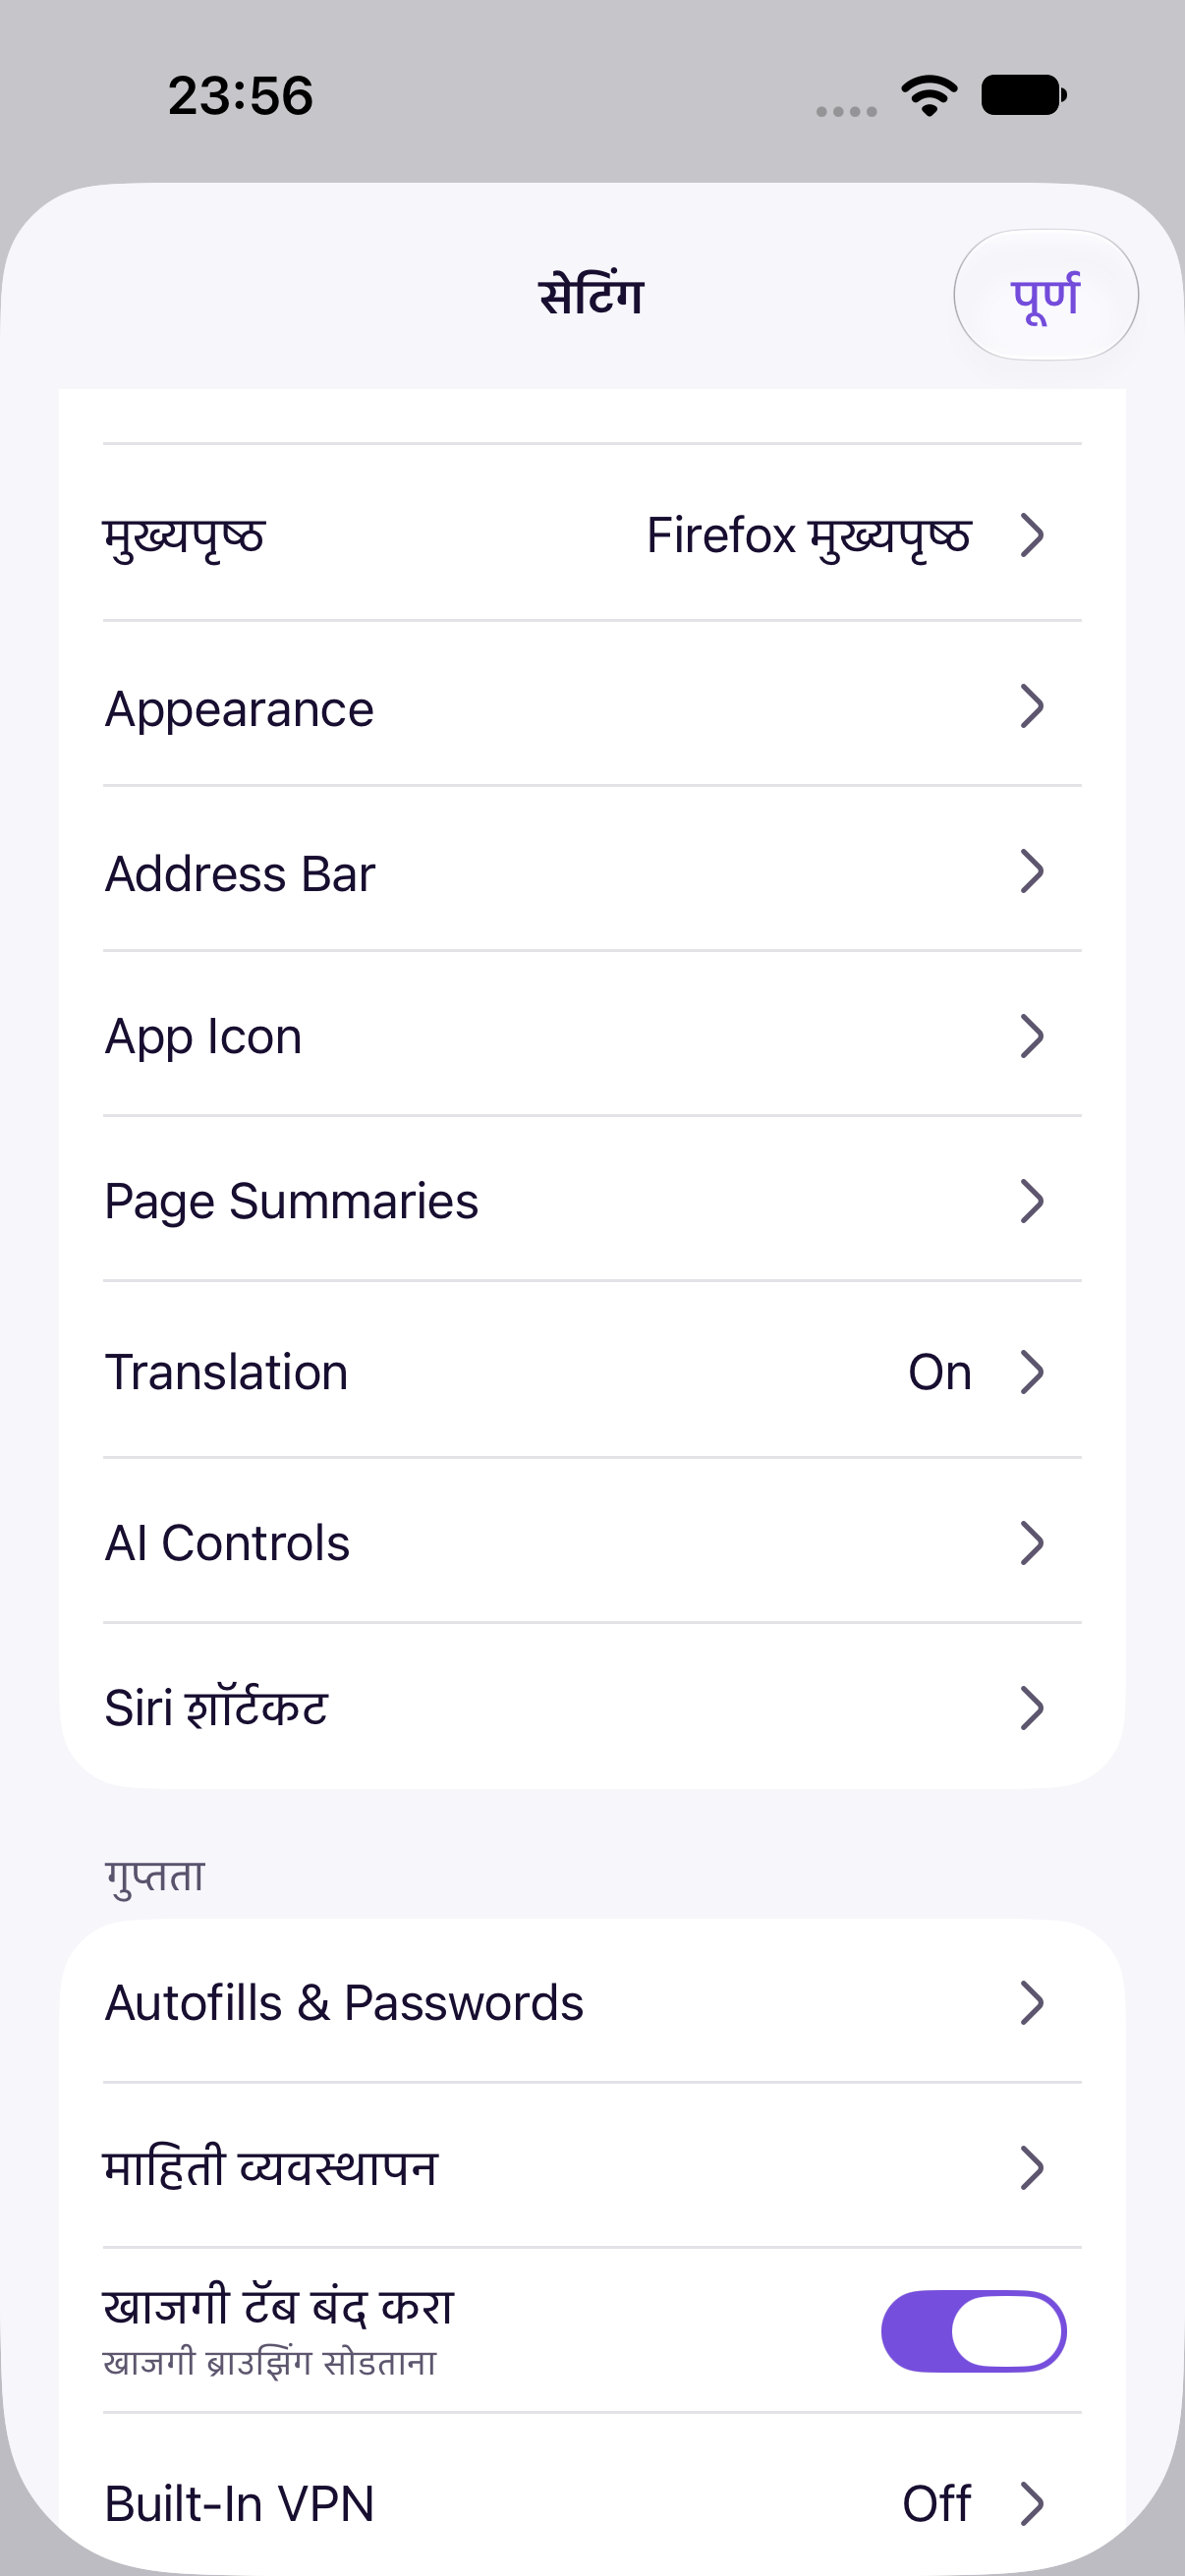 23:56
सेटिंग
पूर्ण
मुख्यपृष्ठ Firefox मुख्यपृष्ठ
Appearance
Address Bar
App Icon
Page Summaries
Translation On
AI Controls
Siri शॉर्टकट
गुप्तता
Autofills & Passwords
माहिती व्यवस्थापन
खाजगी टॅब बंद करा
खाजगी ब्राउझिंग सोडताना
Built-In VPN Off